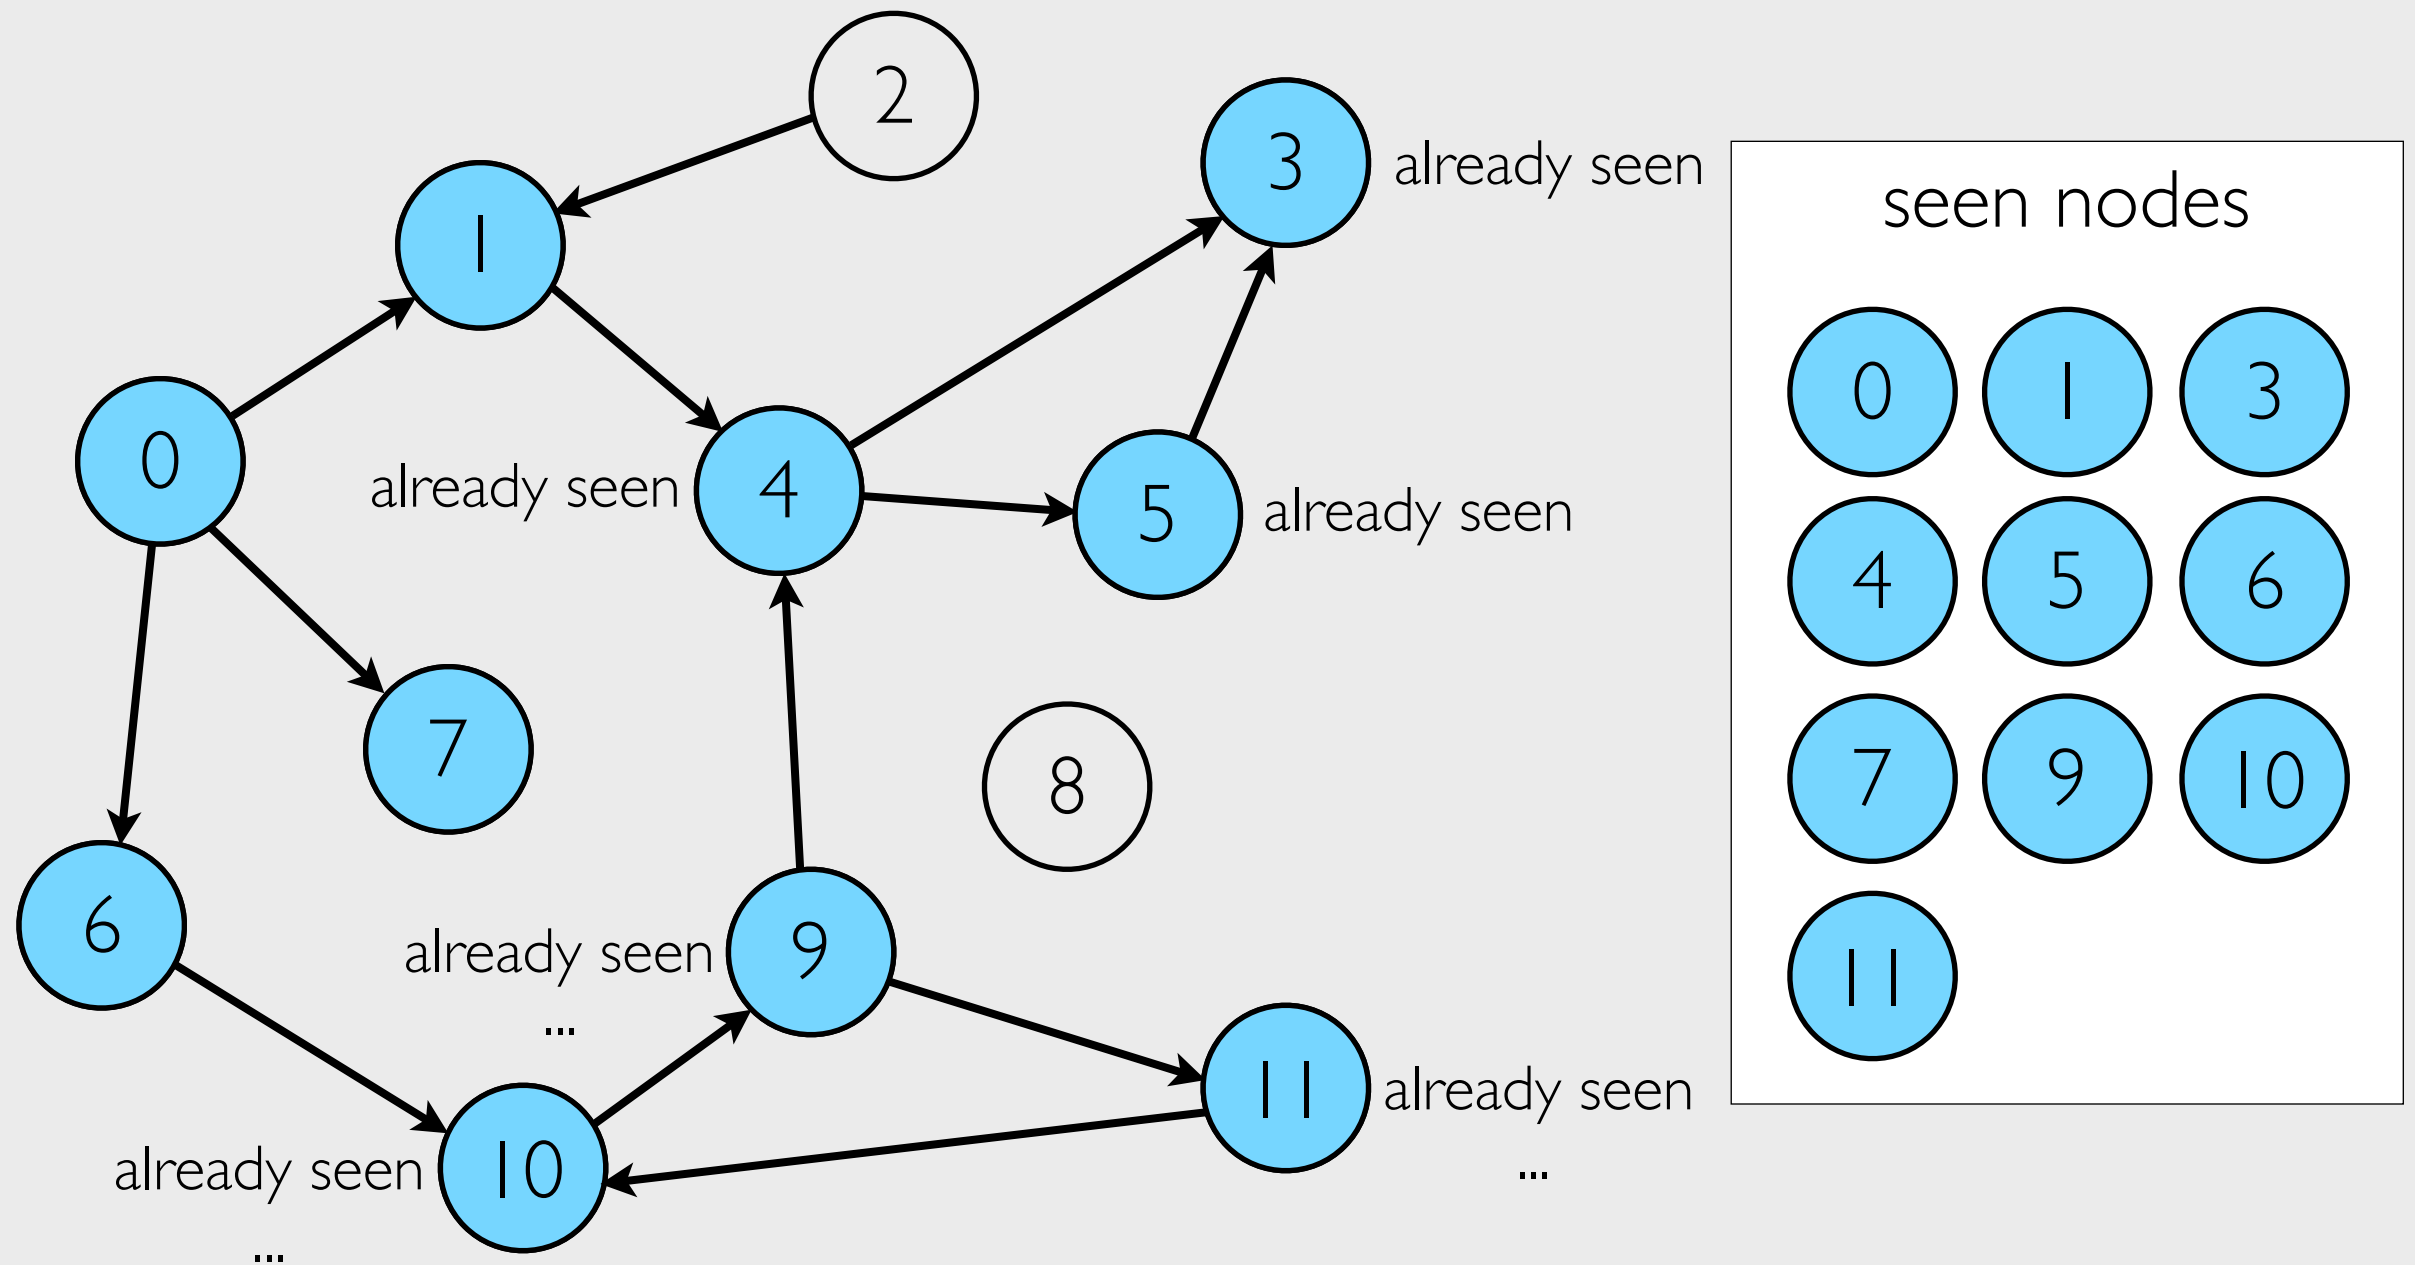 2
3 already seen
seen nodes
1
0 1 3
0
already seen 4
5 already seen
4 5 6
7
8
7 9 10
6
already seen 9
...
11
11 already seen
...
already seen 10
...